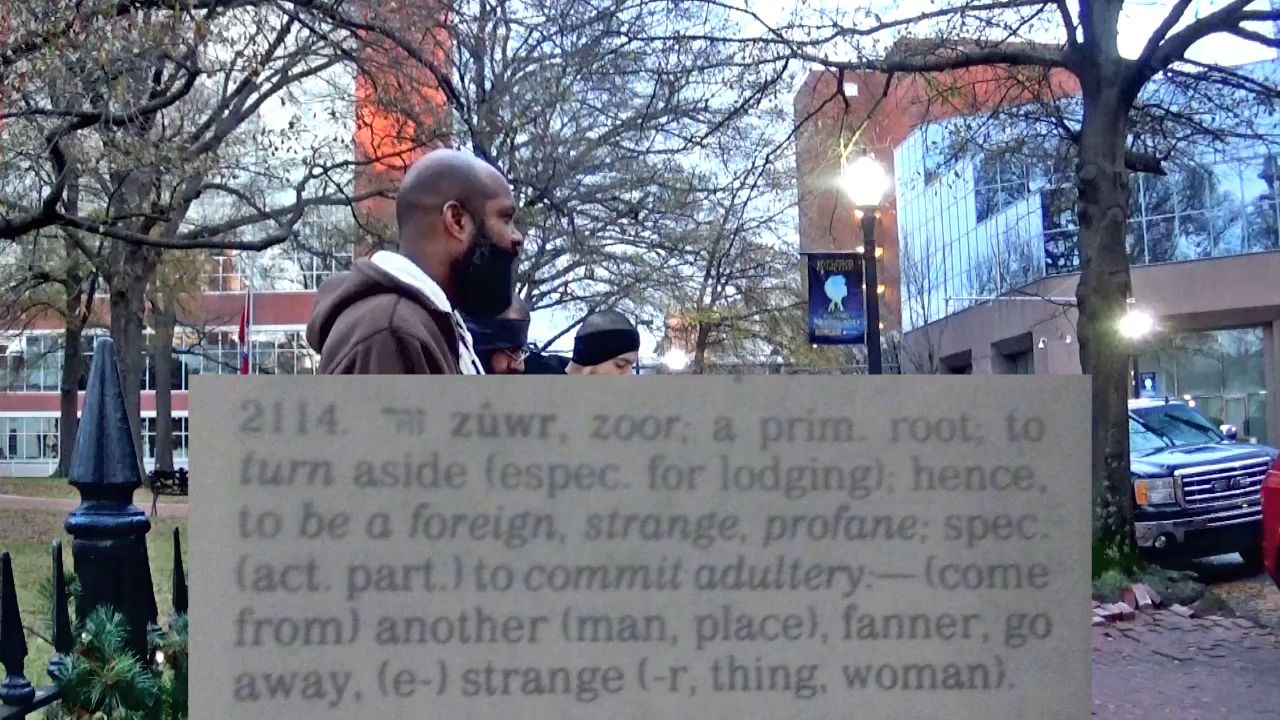 2114. זוּר zûwr, zoor; a prim. root; to
turn aside (espec. for lodging); hence,
to be a foreign, strange, profane; spec.
(act. part.) to commit adultery:—(come
from) another (man, place), fanner, go
away, (e-) strange (-r, thing, woman).